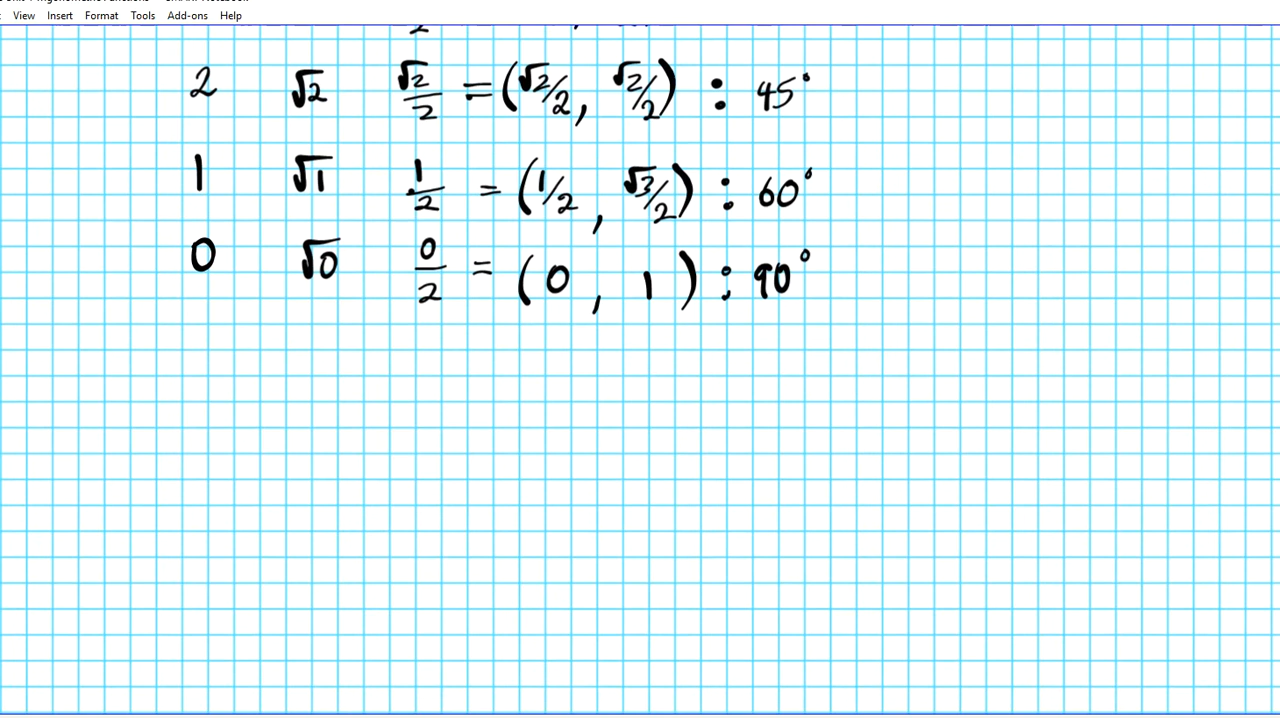 View Insert Format Tools Add-ons Help
2 √2 √2/2 = (√2/2, √2/2) : 45°
1 √1 1/2 = (1/2, √3/2) : 60°
0 √0 0/2 = (0, 1) : 90°